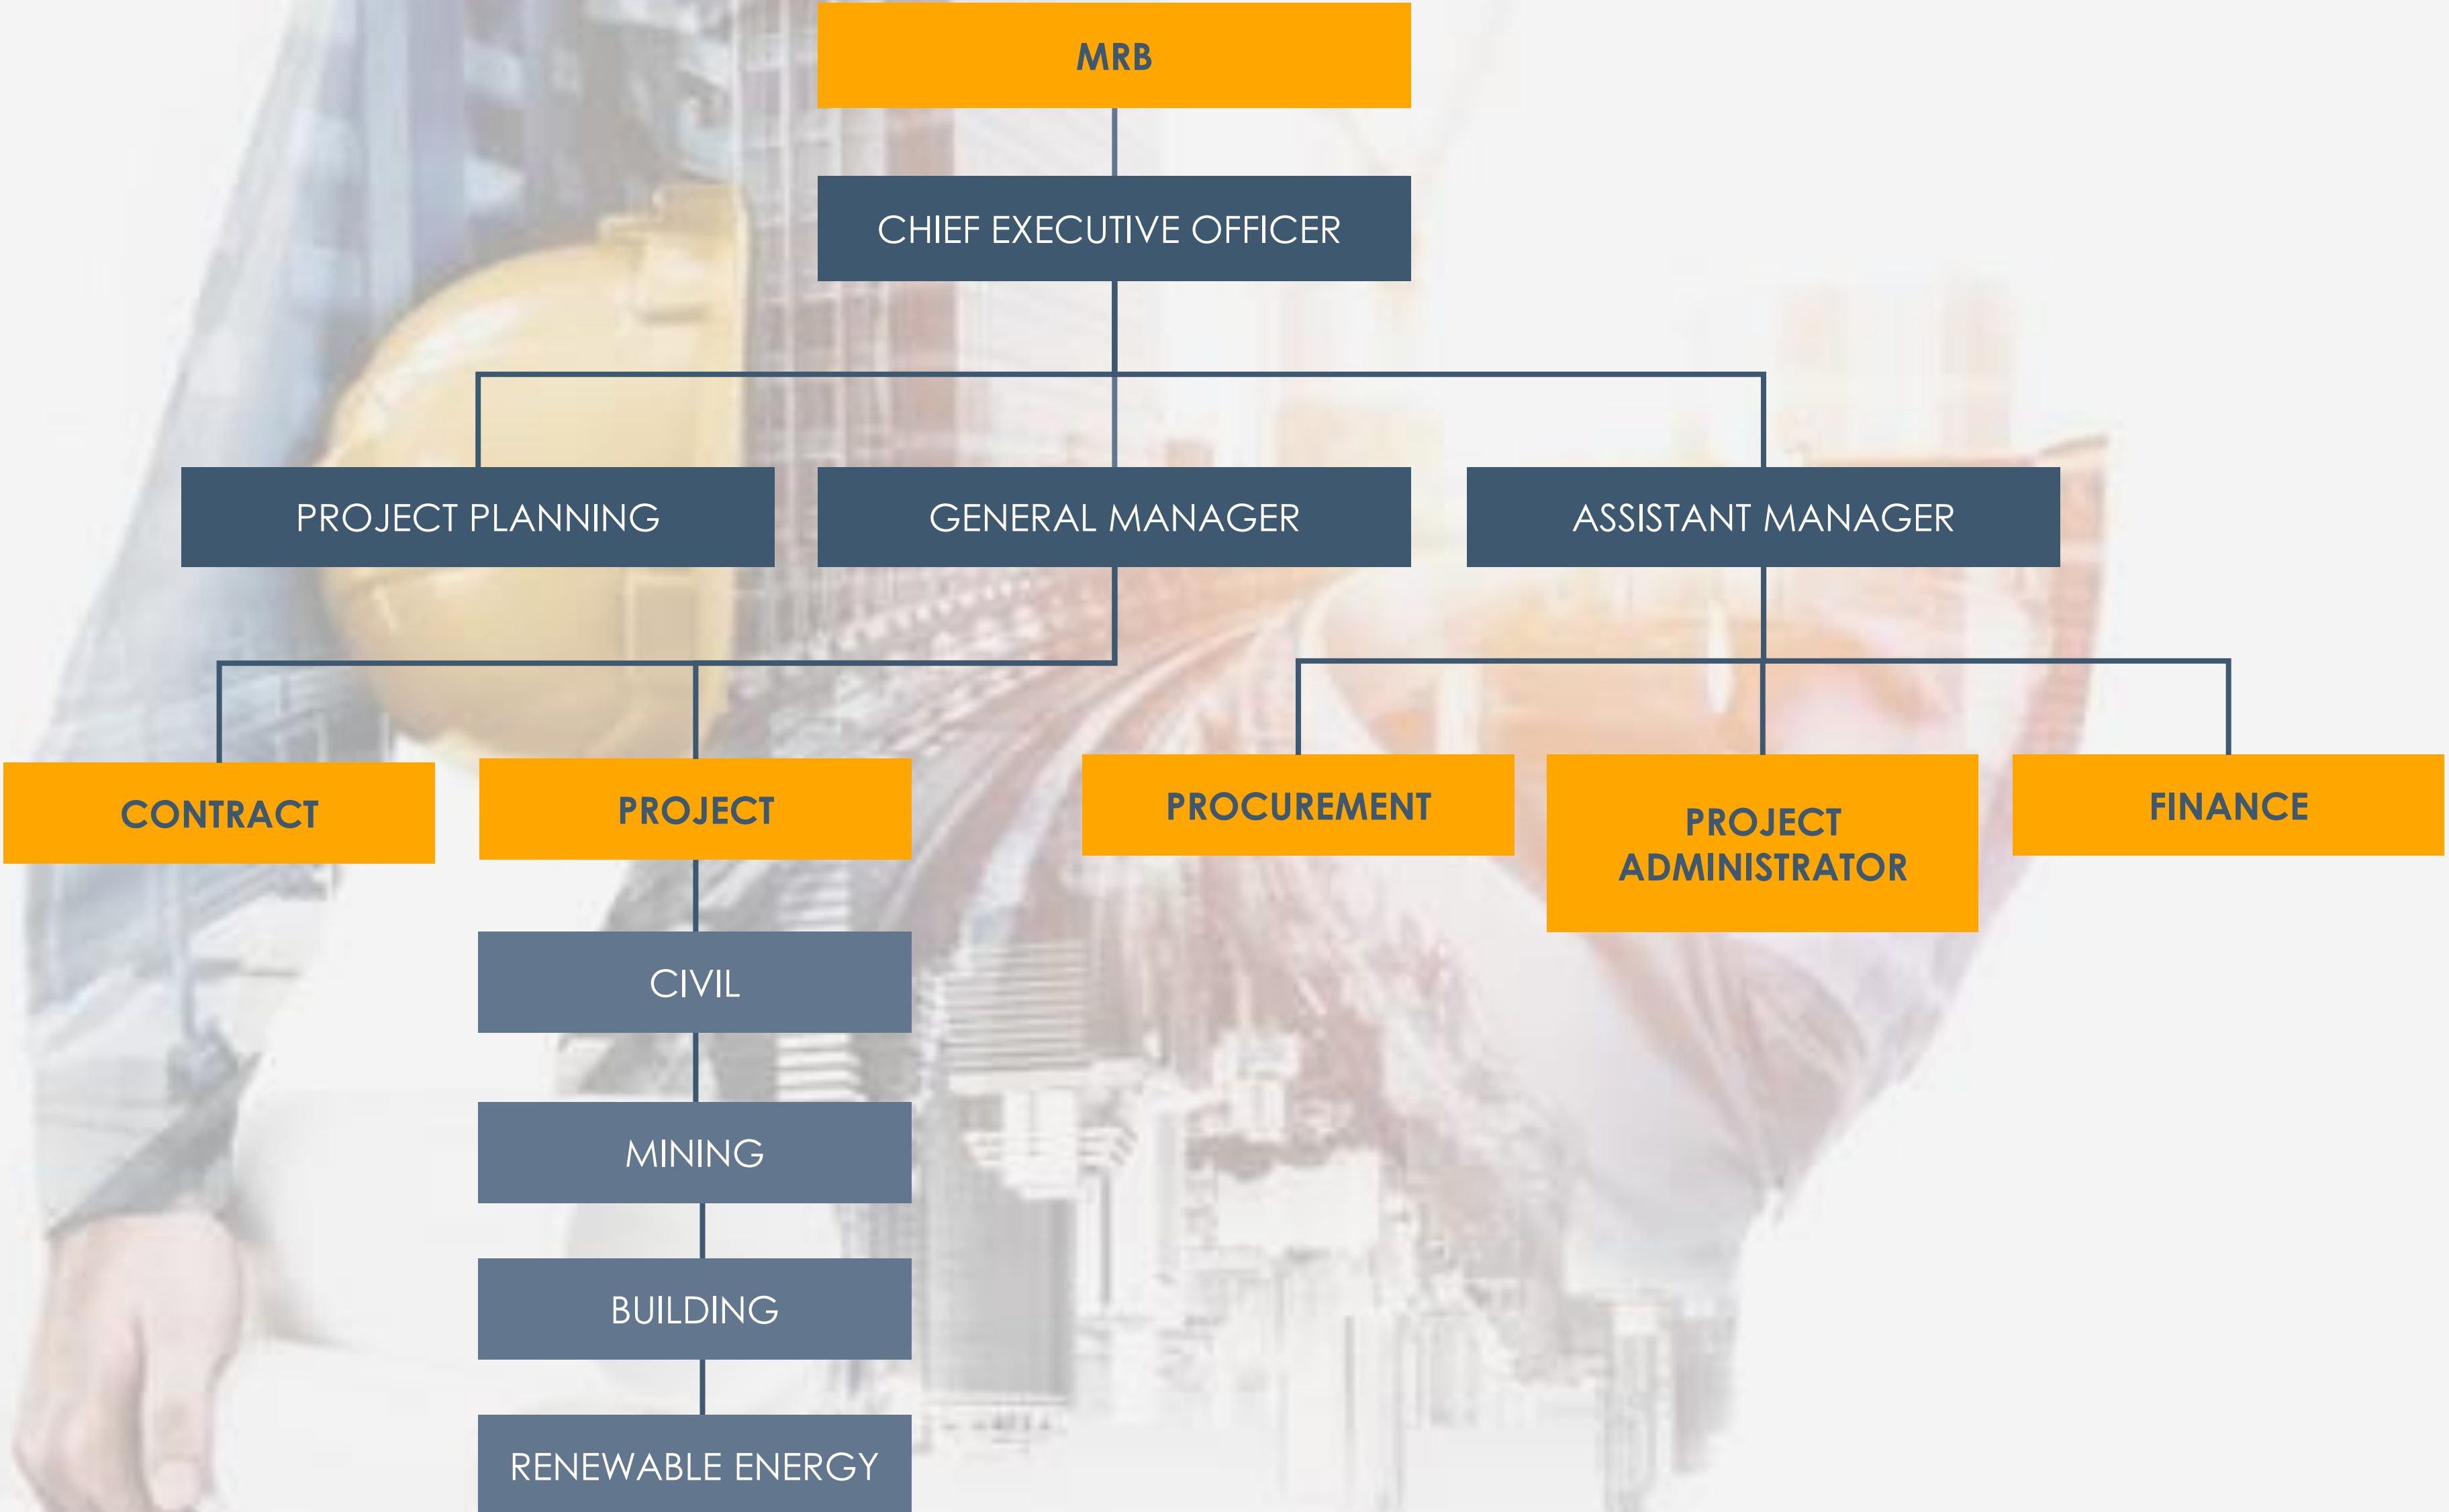 MRB
CHIEF EXECUTIVE OFFICER
PROJECT PLANNING
GENERAL MANAGER
ASSISTANT MANAGER
CONTRACT
PROJECT
PROCUREMENT
PROJECT
ADMINISTRATOR
FINANCE
CIVIL
MINING
BUILDING
RENEWABLE ENERGY